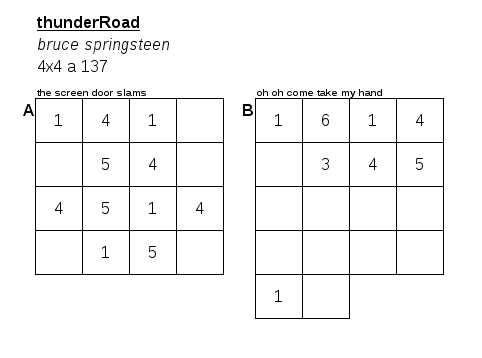 thunderRoad
bruce springsteen
4x4 a 137
the screen door slams
A
1 4 1
5 4
4 5 1 4
1 5
oh oh come take my hand
B
1 6 1 4
3 4 5
1